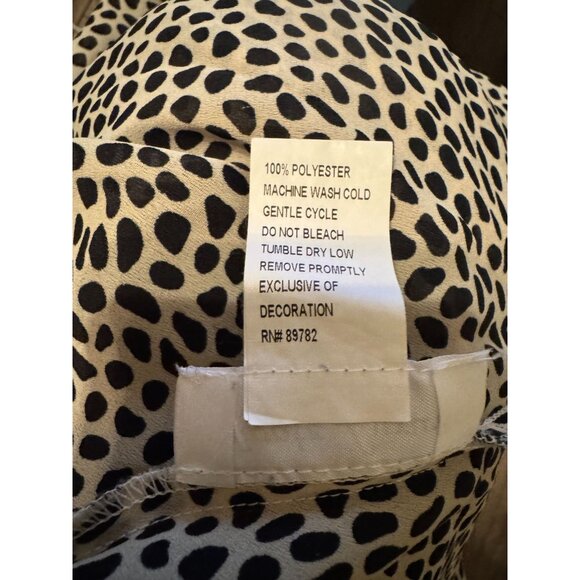 100% POLYESTER
MACHINE WASH COLD
GENTLE CYCLE
DO NOT BLEACH
TUMBLE DRY LOW
REMOVE PROMPTLY
EXCLUSIVE OF
DECORATION
RN# 89782